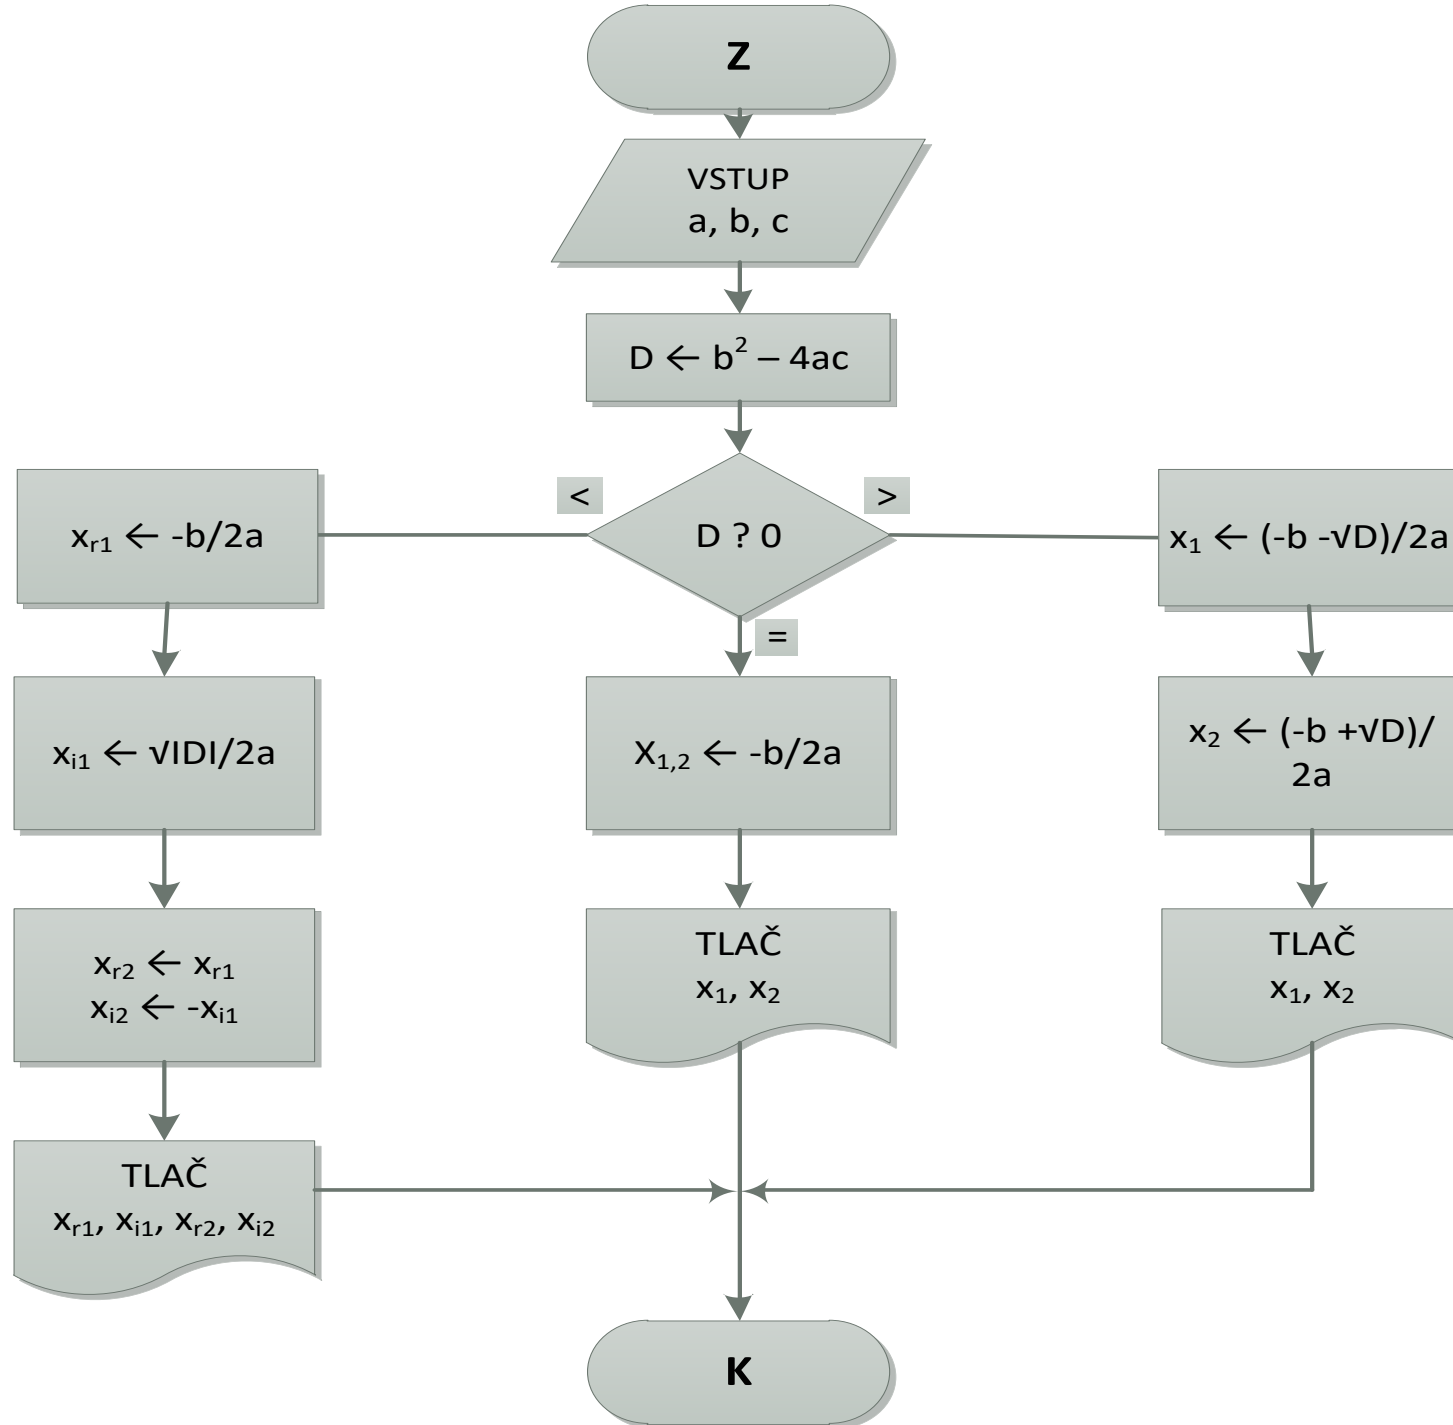 Z
VSTUP
a, b, c
D ← b² – 4ac
<
>
D ? 0
=
xr1 ← -b/2a
xi1 ← √IDI/2a
xr2 ← xr1
xi2 ← -xi1
TLAČ
xr1, xi1, xr2, xi2
X1,2 ← -b/2a
TLAČ
x1, x2
x1 ← (-b -√D)/2a
x2 ← (-b +√D)/
2a
TLAČ
x1, x2
K